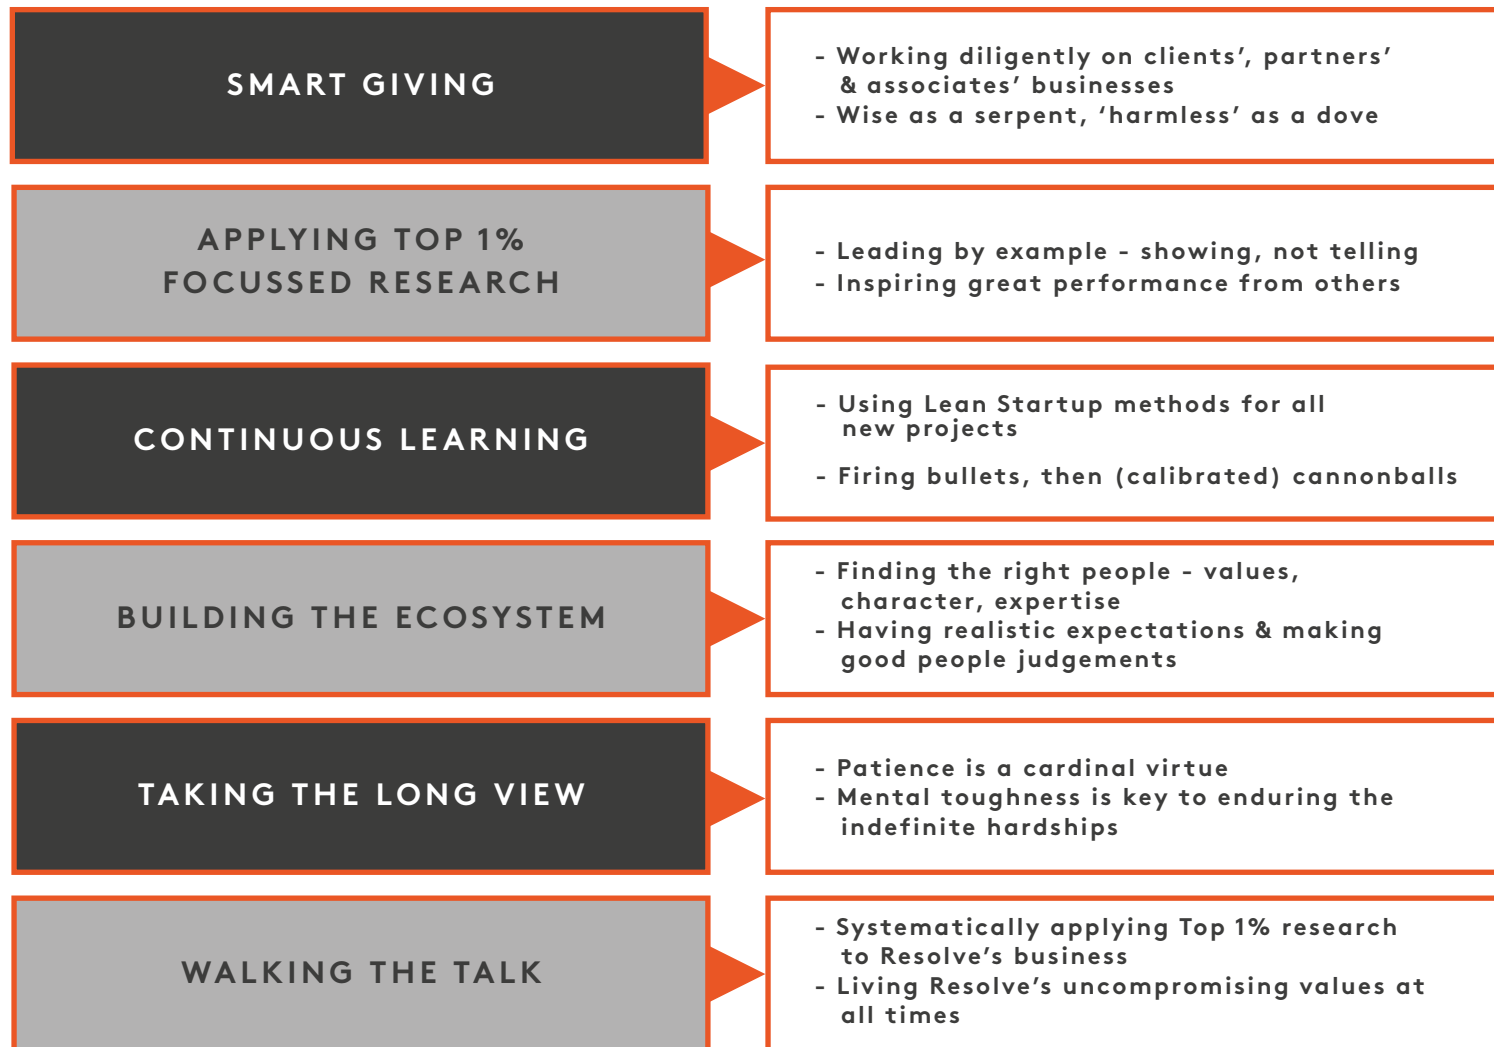 SMART GIVING
- Working diligently on clients’, partners’
& associates’ businesses
- Wise as a serpent, ‘harmless’ as a dove
APPLYING TOP 1%
FOCUSSED RESEARCH
- Leading by example - showing, not telling
- Inspiring great performance from others
CONTINUOUS LEARNING
- Using Lean Startup methods for all
new projects
- Firing bullets, then (calibrated) cannonballs
BUILDING THE ECOSYSTEM
- Finding the right people - values,
character, expertise
- Having realistic expectations & making
good people judgements
TAKING THE LONG VIEW
- Patience is a cardinal virtue
- Mental toughness is key to enduring the
indefinite hardships
WALKING THE TALK
- Systematically applying Top 1% research
to Resolve’s business
- Living Resolve’s uncompromising values at
all times